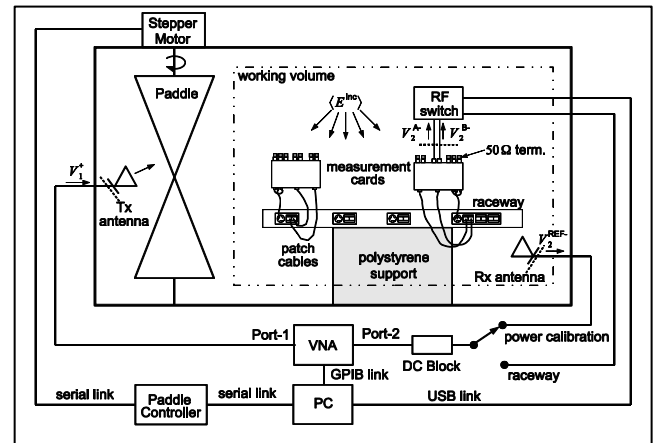 Stepper
Motor
Paddle
working volume
⟨E^inc⟩
RF
switch
V_2^A-
V_2^B-
50 Ω term.
V_1^+
Tx
antenna
measurement
cards
raceway
patch
cables
polystyrene
support
V_2^REF-
Rx antenna
Port-1
VNA
Port-2
DC Block
power calibration
raceway
GPIB link
serial link
Paddle
Controller
serial link
PC
USB link